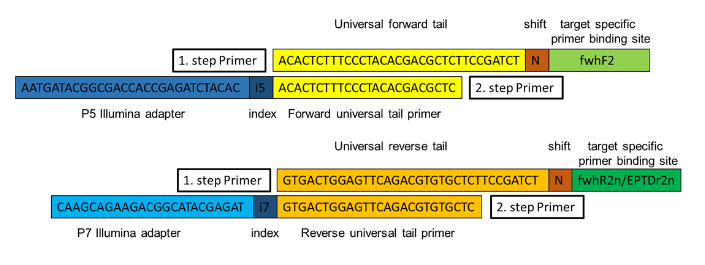 Universal forward tail shift target specific
primer binding site
1. step Primer ACACTCTTTCCCTACACGACGCTCTTCCGATCT N fwhF2
AATGATACGGCGACCACCGAGATCTACAC i5 ACACTCTTTCCCTACACGACGCTC 2. step Primer
P5 Illumina adapter index Forward universal tail primer
Universal reverse tail shift target specific
primer binding site
1. step Primer GTGACTGGAGTTCAGACGTGTGCTCTTCCGATCT N fwhR2n/EPTDr2n
CAAGCAGAAGACGGCATACGAGAT i7 GTGACTGGAGTTCAGACGTGTGCTC 2. step Primer
P7 Illumina adapter index Reverse universal tail primer